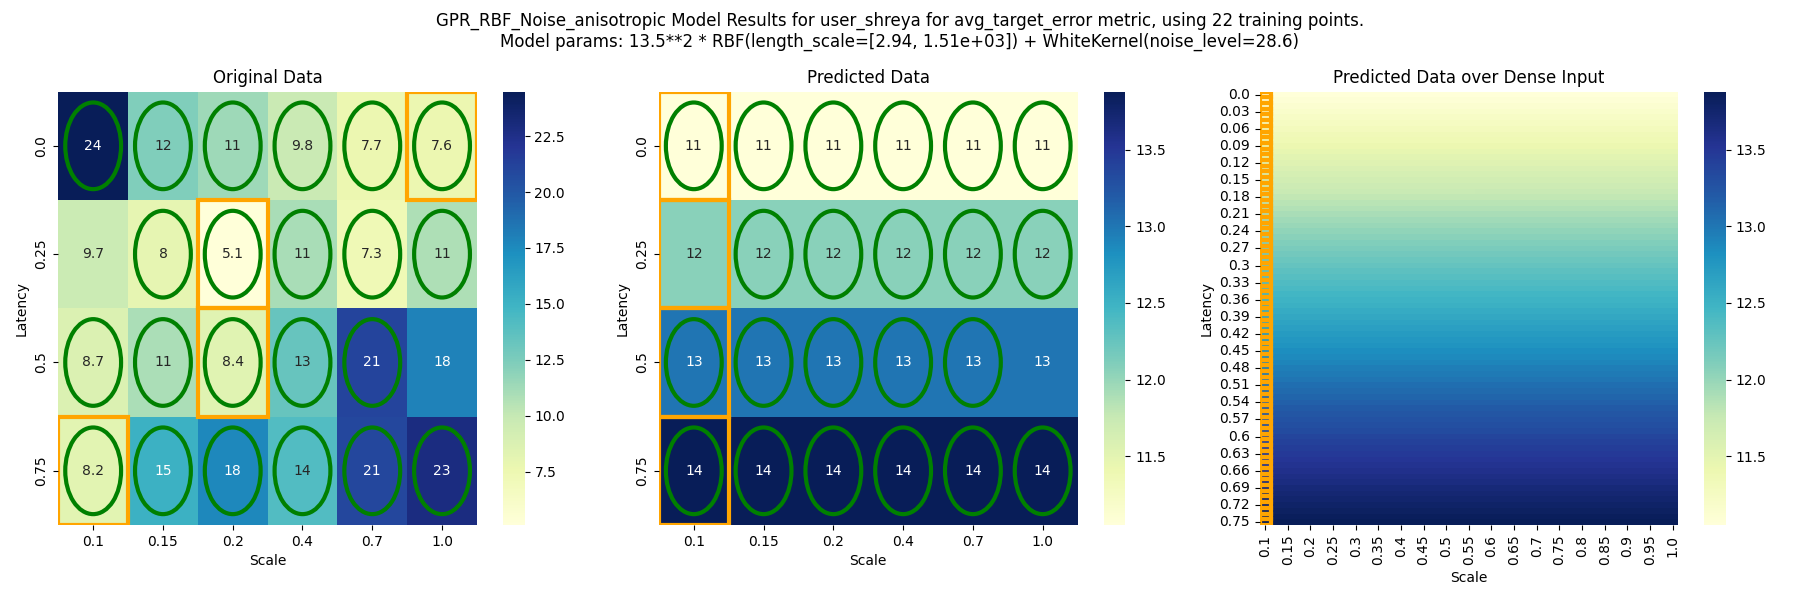 GPR_RBF_Noise_anisotropic Model Results for user_shreya for avg_target_error metric, using 22 training points.
Model params: 13.5**2 * RBF(length_scale=[2.94, 1.51e+03]) + WhiteKernel(noise_level=28.6)
Original Data
24 12 11 9.8 7.7 7.6
9.7 8 5.1 11 7.3 11
8.7 11 8.4 13 21 18
8.2 15 18 14 21 23
0.0
0.25
0.5
0.75
Latency
0.1 0.15 0.2 0.4 0.7 1.0
Scale
22.5
20.0
17.5
15.0
12.5
10.0
7.5
Predicted Data
11 11 11 11 11 11
12 12 12 12 12 12
13 13 13 13 13 13
14 14 14 14 14 14
0.0
0.25
0.5
0.75
Latency
0.1 0.15 0.2 0.4 0.7 1.0
Scale
13.5
13.0
12.5
12.0
11.5
Predicted Data over Dense Input
0.0
0.03
0.06
0.09
0.12
0.15
0.18
0.21
0.24
0.27
0.3
0.33
0.36
0.39
0.42
0.45
0.48
0.51
0.54
0.57
0.6
0.63
0.66
0.69
0.72
0.75
Latency
0.1 0.15 0.2 0.25 0.3 0.35 0.4 0.45 0.5 0.55 0.6 0.65 0.7 0.75 0.8 0.85 0.9 0.95 1.0
Scale
13.5
13.0
12.5
12.0
11.5